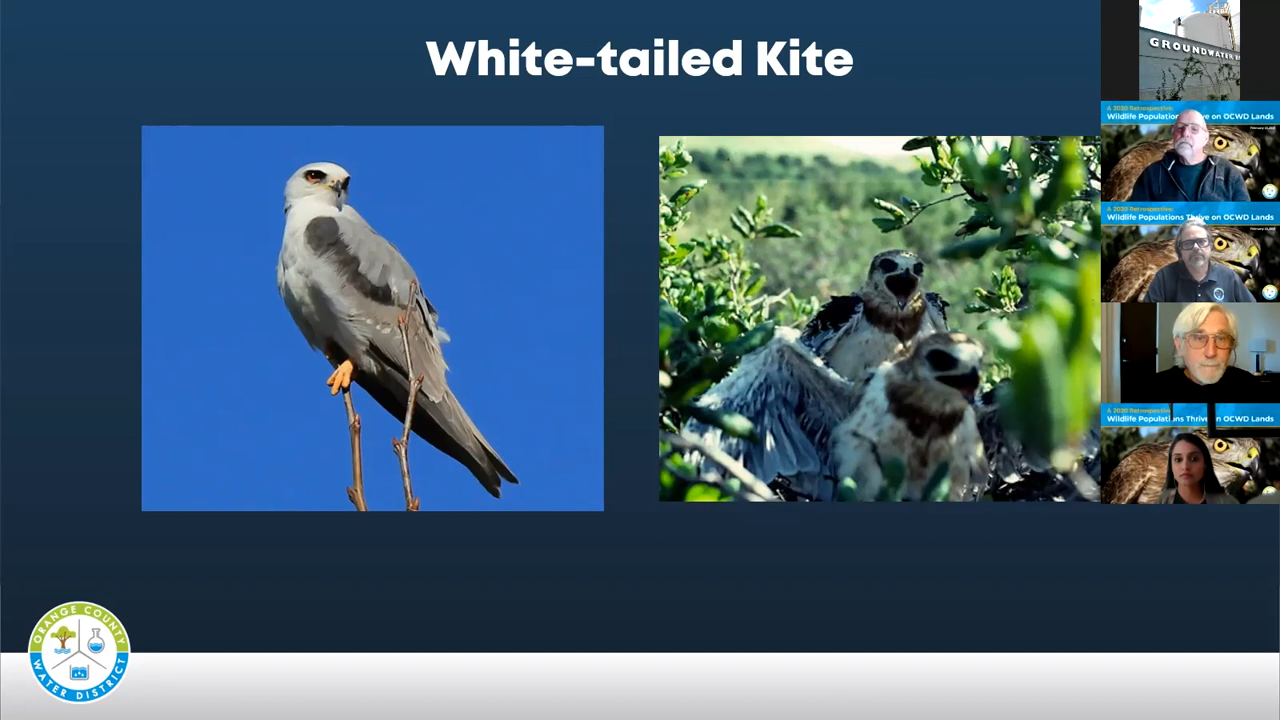 White-tailed Kite
GROUNDWATER
A 2020 Retrospective:
Wildlife Populations Thrive on OCWD Lands
A 2020 Retrospective:
Wildlife Populations Thrive on OCWD Lands
A 2020 Retrospective:
Wildlife Populations Thrive on OCWD Lands
ORANGE COUNTY
WATER DISTRICT